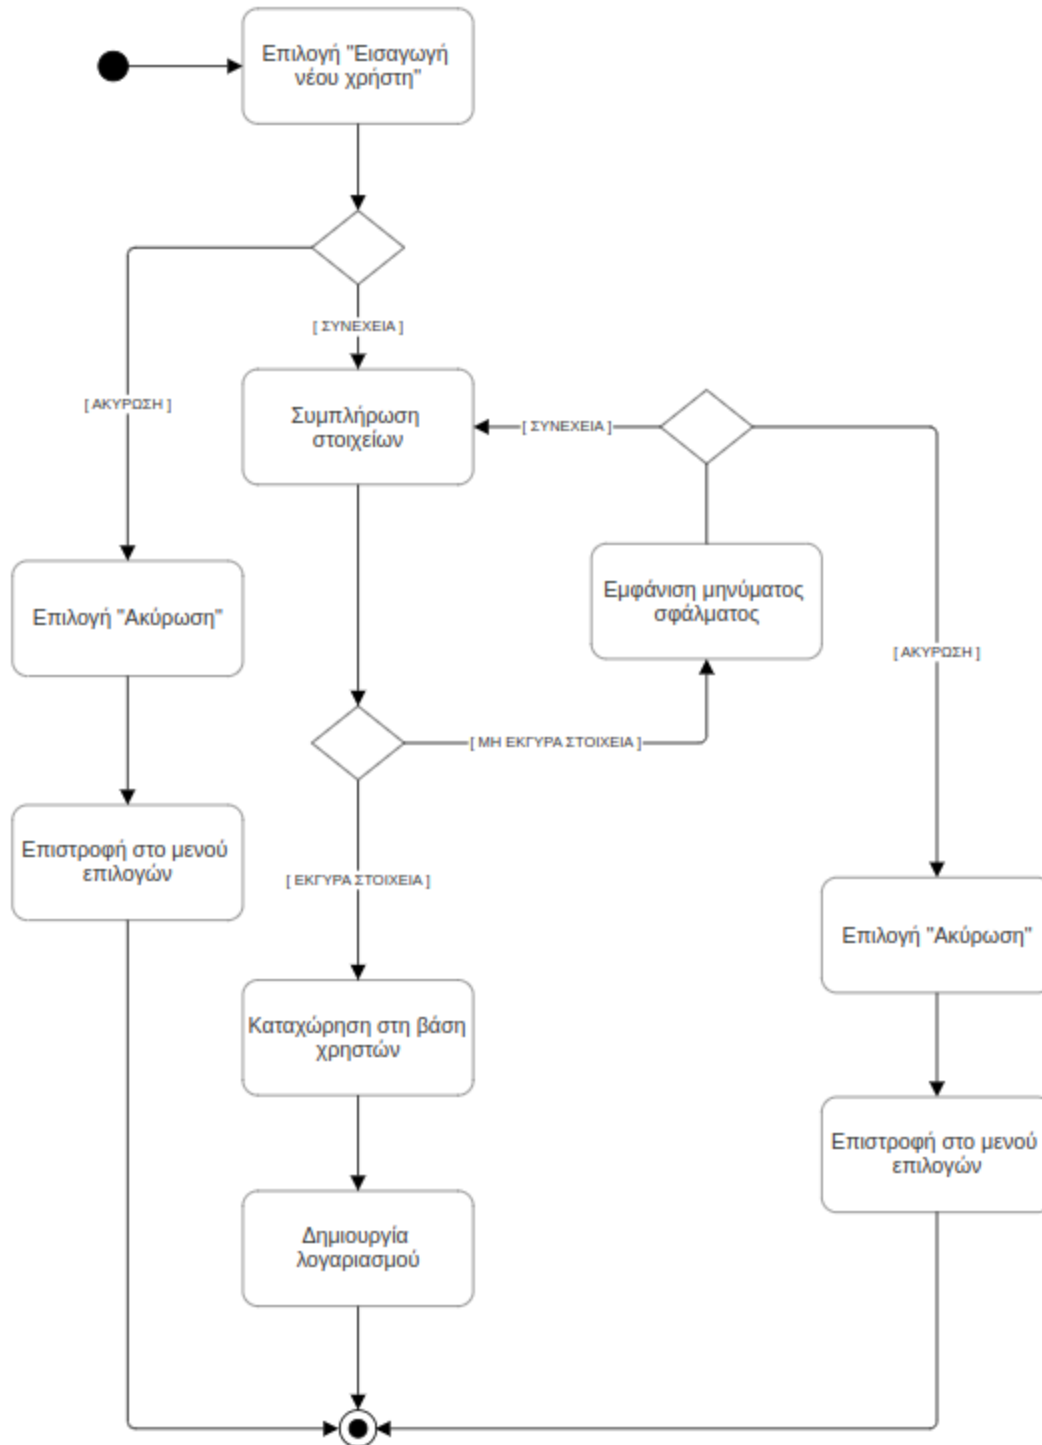 Επιλογή "Εισαγωγή
νέου χρήστη"
[ ΣΥΝΕΧΕΙΑ ]
[ ΑΚΥΡΩΣΗ ]
Συμπλήρωση
στοιχείων
[ ΣΥΝΕΧΕΙΑ ]
Εμφάνιση μηνύματος
σφάλματος
Επιλογή "Ακύρωση"
[ ΑΚΥΡΩΣΗ ]
[ ΜΗ ΕΚΓΥΡΑ ΣΤΟΙΧΕΙΑ ]
Επιστροφή στο μενού
επιλογών
[ ΕΚΓΥΡΑ ΣΤΟΙΧΕΙΑ ]
Επιλογή "Ακύρωση"
Καταχώρηση στη βάση
χρηστών
Επιστροφή στο μενού
επιλογών
Δημιουργία
λογαριασμού